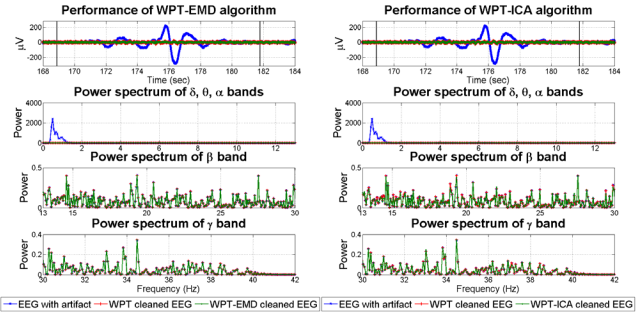 Performance of WPT-EMD algorithm
200
0
-200
μV
168 170 172 174 176 178 180 182 184
Time (sec)
Power spectrum of δ, θ, α bands
4000
2000
0
Power
0 2 4 6 8 10 12
Power spectrum of β band
0.5
0
Power
13 15 20 25 30
Power spectrum of γ band
0.4
0.2
0
Power
30 32 34 36 38 40 42
Frequency (Hz)
EEG with artifact WPT cleaned EEG WPT-EMD cleaned EEG
Performance of WPT-ICA algorithm
200
0
-200
μV
168 170 172 174 176 178 180 182 184
Time (sec)
Power spectrum of δ, θ, α bands
4000
2000
0
Power
0 2 4 6 8 10 12
Power spectrum of β band
0.5
0
Power
13 15 20 25 30
Power spectrum of γ band
0.4
0.2
0
Power
30 32 34 36 38 40 42
Frequency (Hz)
EEG with artifact WPT cleaned EEG WPT-ICA cleaned EEG